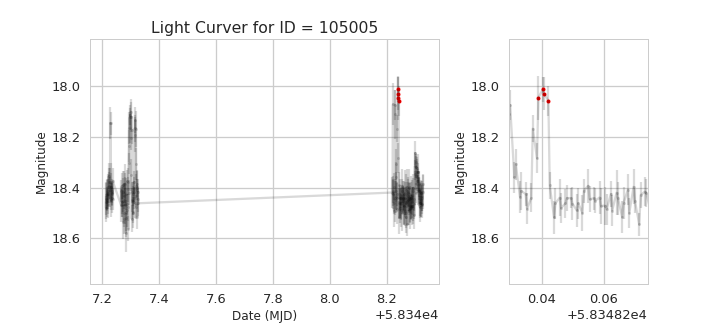 Light Curver for ID = 105005
Magnitude
18.0
18.2
18.4
18.6
7.2 7.4 7.6 7.8 8.0 8.2
Date (MJD)
+5.834e4
Magnitude
18.0
18.2
18.4
18.6
0.04 0.06
+5.83482e4